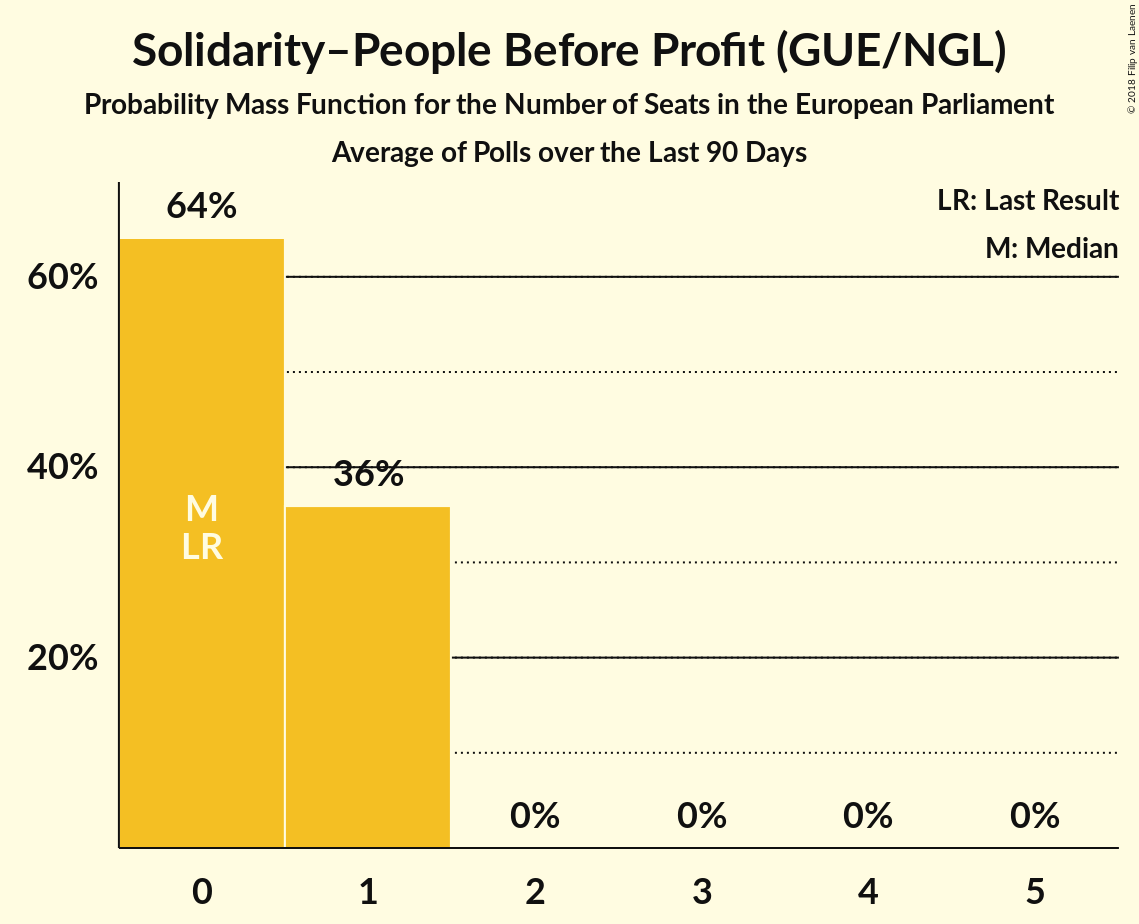 Solidarity–People Before Profit (GUE/NGL)
Probability Mass Function for the Number of Seats in the European Parliament
Average of Polls over the Last 90 Days
© 2018 Filip van Laenen
LR: Last Result
M: Median
64%
60%
40%
36%
M
LR
20%
0%
0%
0%
0%
0
1
2
3
4
5